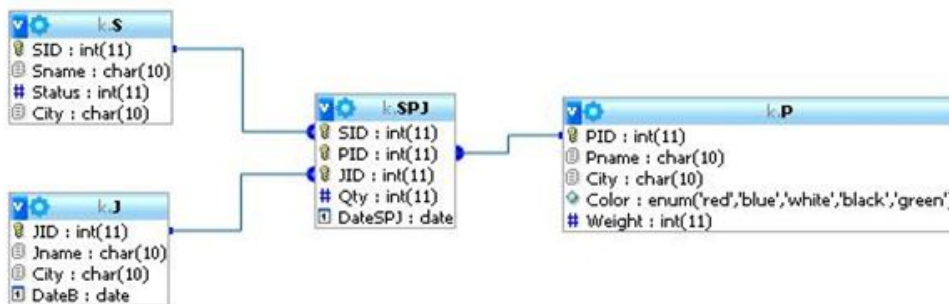 k.S
SID : int(11)
Sname : char(10)
# Status : int(11)
City : char(10)
k.J
JID : int(11)
Jname : char(10)
City : char(10)
DateB : date
k.SPJ
SID : int(11)
PID : int(11)
JID : int(11)
# Qty : int(11)
DateSPJ : date
k.P
PID : int(11)
Pname : char(10)
City : char(10)
Color : enum('red','blue','white','black','green')
# Weight : int(11)